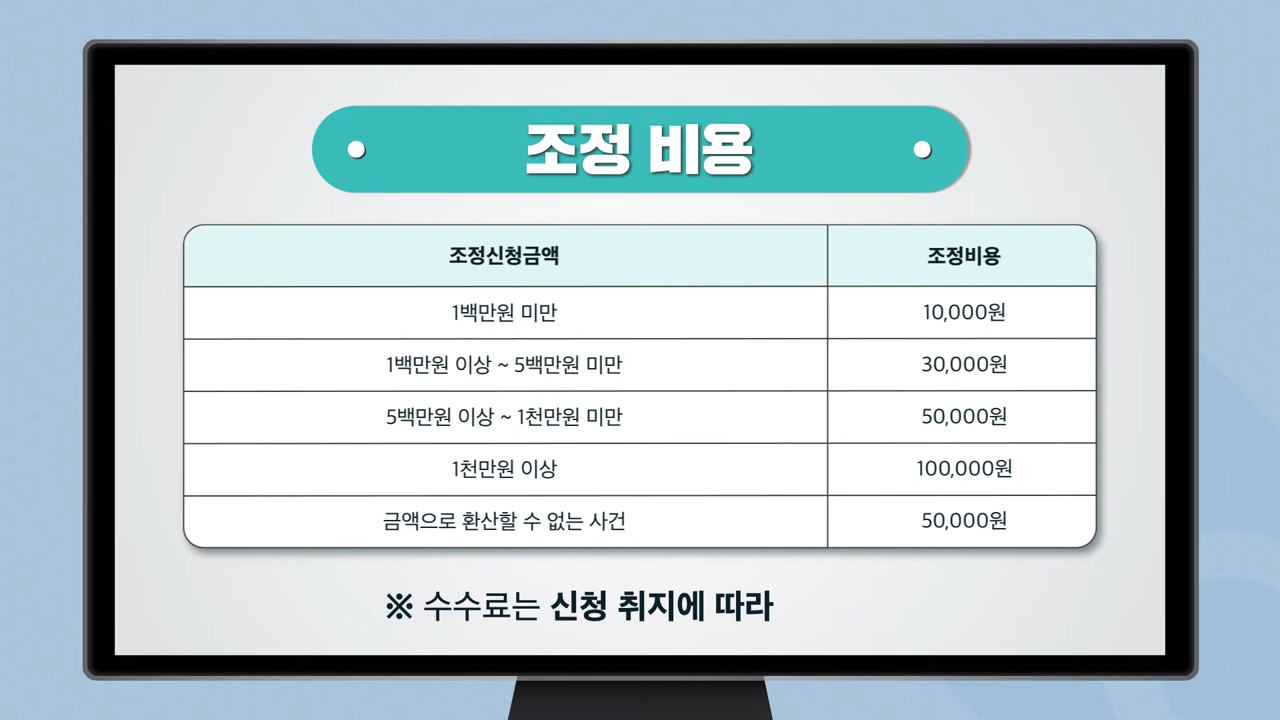 조정 비용
조정신청금액 조정비용
1백만원 미만 10,000원
1백만원 이상 ~ 5백만원 미만 30,000원
5백만원 이상 ~ 1천만원 미만 50,000원
1천만원 이상 100,000원
금액으로 환산할 수 없는 사건 50,000원
※ 수수료는 신청 취지에 따라